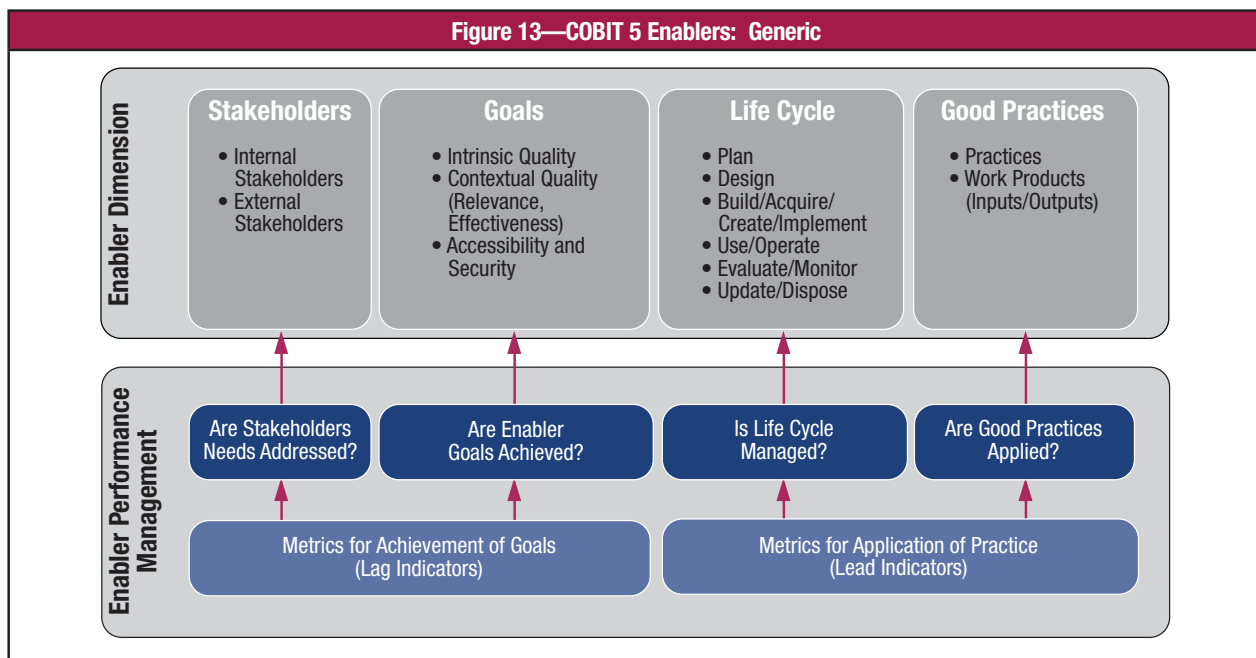 Figure 13—COBIT 5 Enablers: Generic
Enabler Dimension
Stakeholders
• Internal
Stakeholders
• External
Stakeholders
Goals
• Intrinsic Quality
• Contextual Quality
(Relevance,
Effectiveness)
• Accessibility and
Security
Life Cycle
• Plan
• Design
• Build/Acquire/
Create/Implement
• Use/Operate
• Evaluate/Monitor
• Update/Dispose
Good Practices
• Practices
• Work Products
(Inputs/Outputs)
Enabler Performance
Management
Are Stakeholders
Needs Addressed?
Are Enabler
Goals Achieved?
Is Life Cycle
Managed?
Are Good Practices
Applied?
Metrics for Achievement of Goals
(Lag Indicators)
Metrics for Application of Practice
(Lead Indicators)